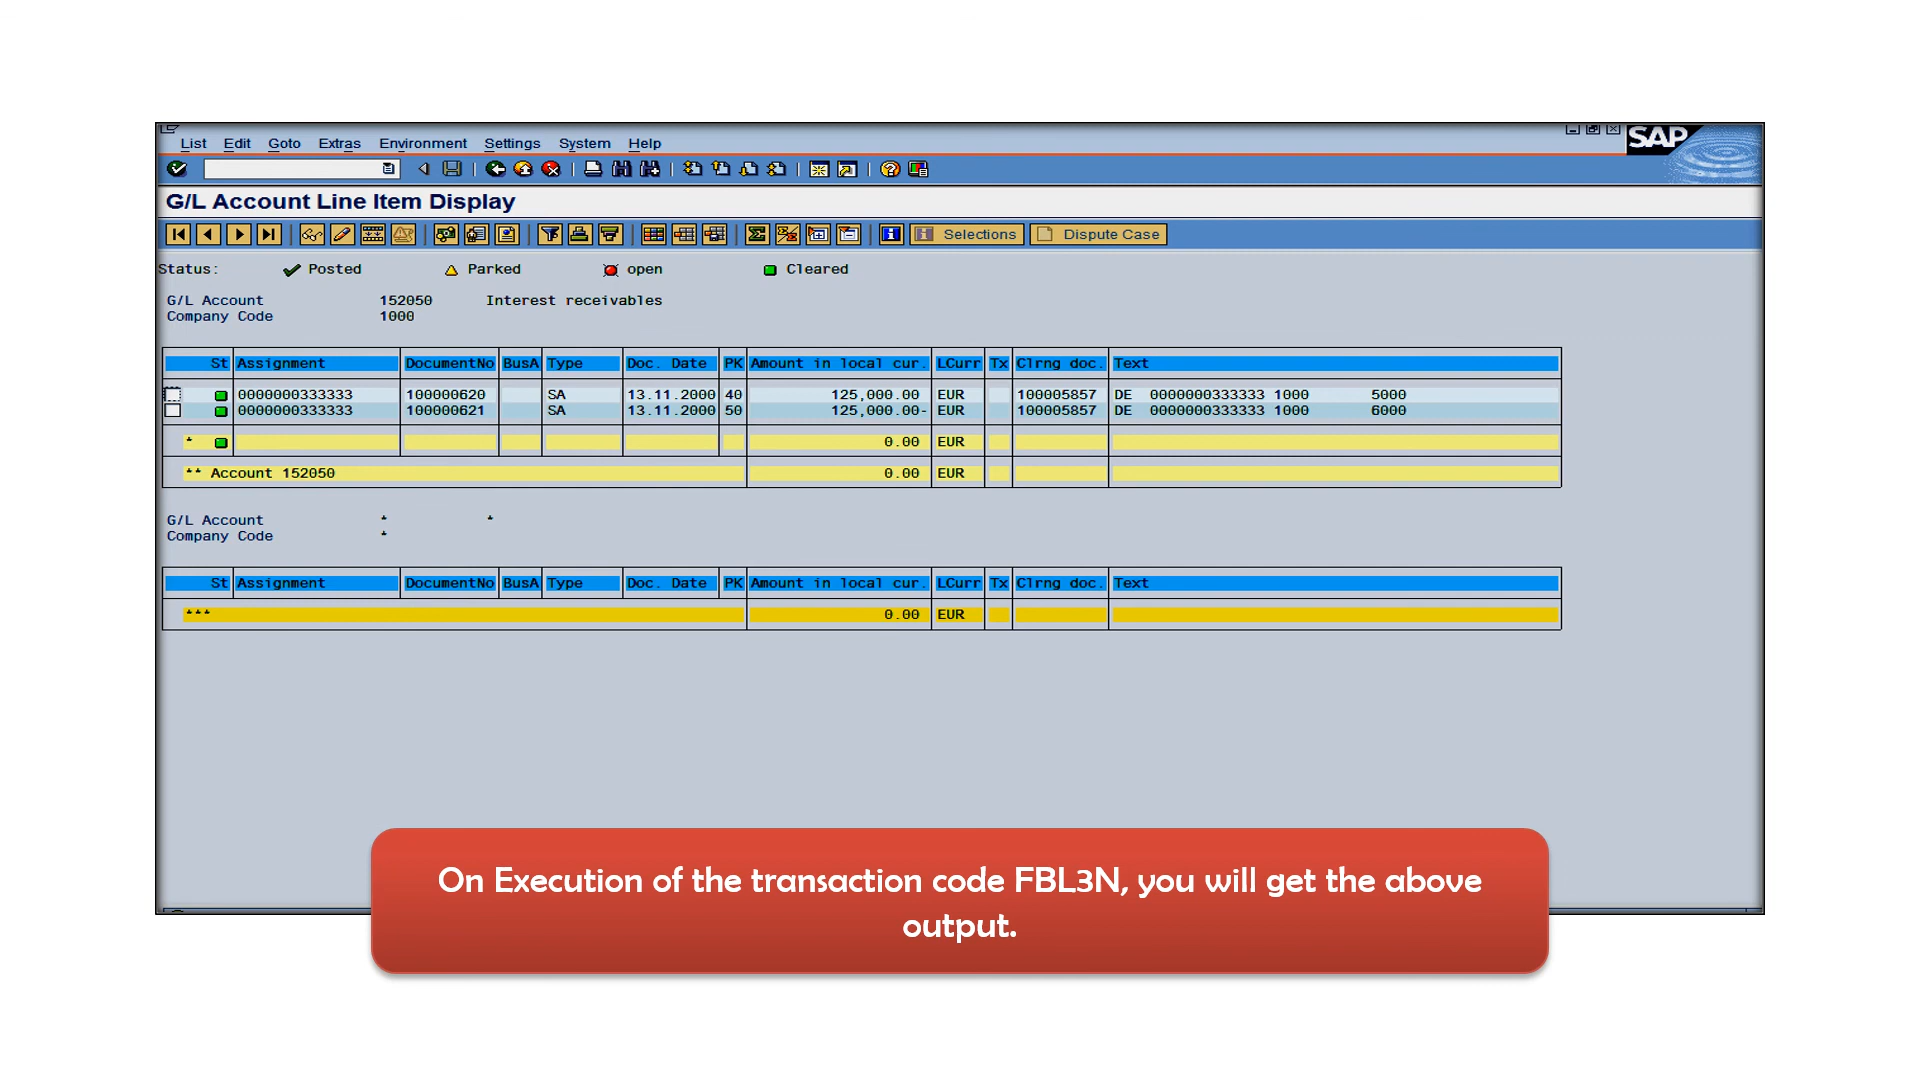 List Edit Goto Extras Environment Settings System Help
SAP
G/L Account Line Item Display
Selections Dispute Case
Status: Posted Parked open Cleared
G/L Account 152050 Interest receivables
Company Code 1000
St Assignment DocumentNo BusA Type Doc. Date PK Amount in local cur. LCurr Tx Clrng doc. Text
0000000333333 100000620 SA 13.11.2000 40 125,000.00 EUR 100005857 DE 0000000333333 1000 5000
0000000333333 100000621 SA 13.11.2000 50 125,000.00- EUR 100005857 DE 0000000333333 1000 6000
* 0.00 EUR
** Account 152050 0.00 EUR
G/L Account * *
Company Code *
St Assignment DocumentNo BusA Type Doc. Date PK Amount in local cur. LCurr Tx Clrng doc. Text
*** 0.00 EUR
On Execution of the transaction code FBL3N, you will get the above
output.